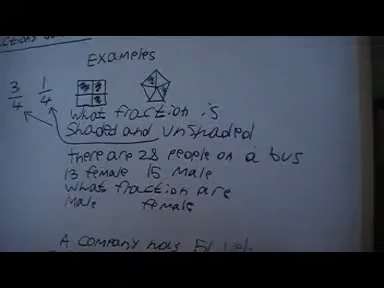 Examples
3/4 1/4
What fraction is
Shaded and unshaded
there are 28 people on a bus
13 female 15 male
What fraction are
Male female
A company has